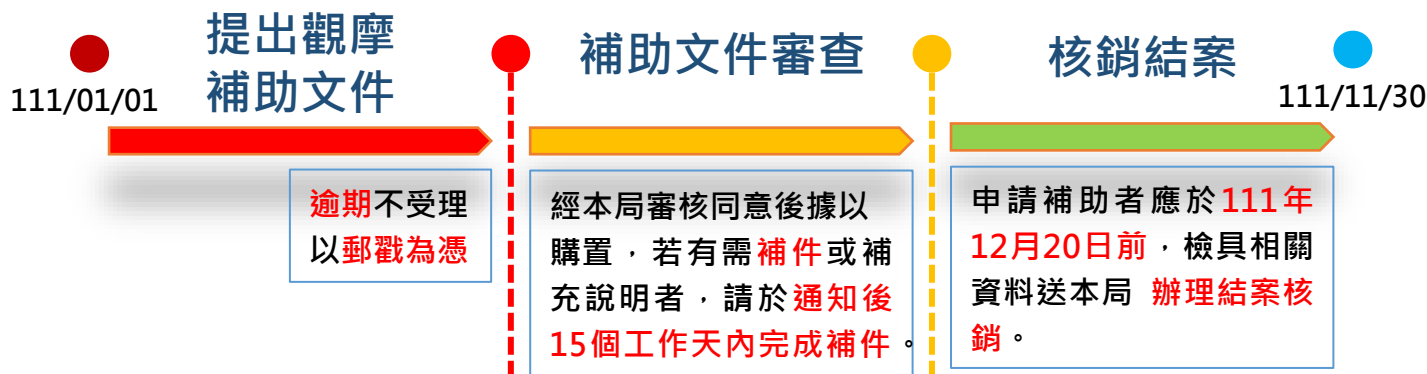 111/01/01
提出觀摩
補助文件
逾期不受理
以郵戳為憑
補助文件審查
經本局審核同意後據以
購置，若有需補件或補
充說明者，請於通知後
15個工作天內完成補件。
核銷結案
111/11/30
申請補助者應於111年
12月20日前，檢具相關
資料送本局 辦理結案核
銷。